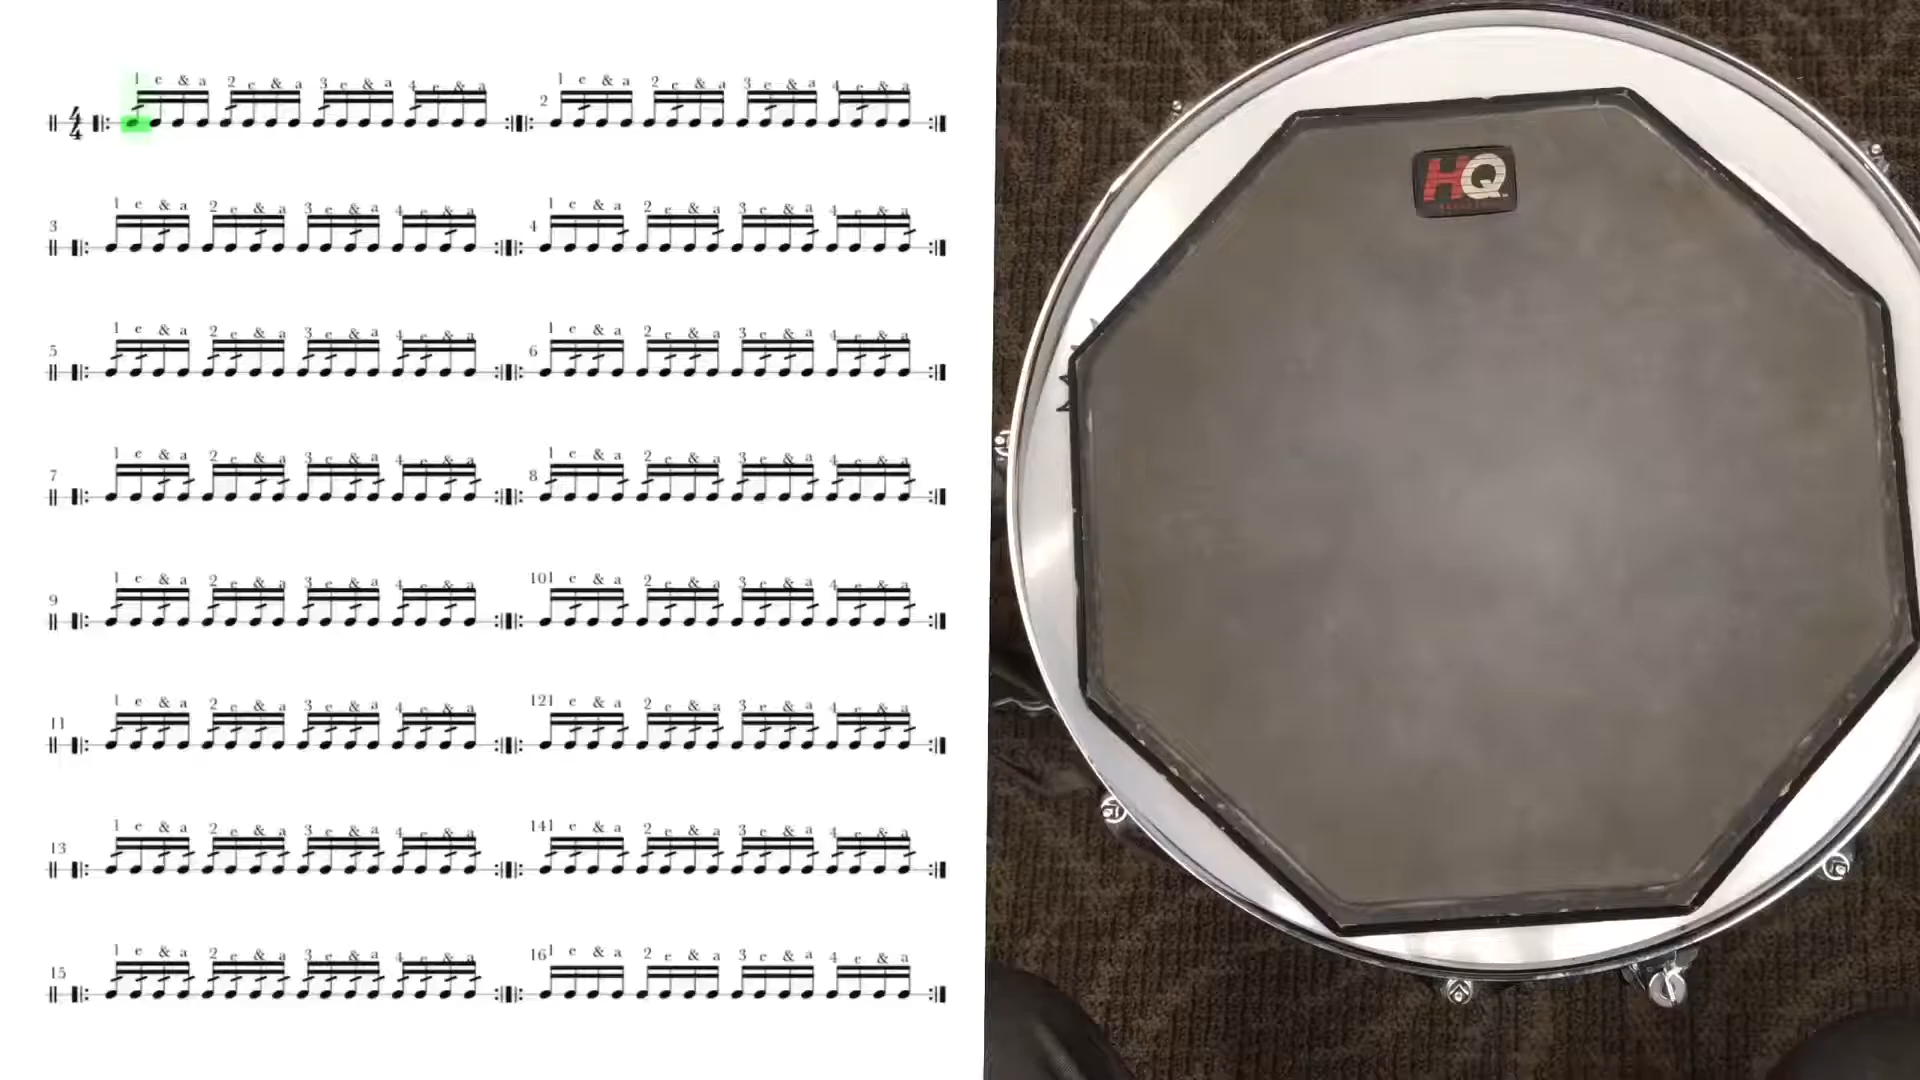 1 e & a 2 e & a 3 e & a 4 e & a
2 1 e & a 2 e & a 3 e & a 4 e & a
4
4
3 1 e & a 2 e & a 3 e & a 4 e & a
4 1 e & a 2 e & a 3 e & a 4 e & a
5 1 e & a 2 e & a 3 e & a 4 e & a
6 1 e & a 2 e & a 3 e & a 4 e & a
7 1 e & a 2 e & a 3 e & a 4 e & a
8 1 e & a 2 e & a 3 e & a 4 e & a
9 1 e & a 2 e & a 3 e & a 4 e & a
10 1 e & a 2 e & a 3 e & a 4 e & a
11 1 e & a 2 e & a 3 e & a 4 e & a
12 1 e & a 2 e & a 3 e & a 4 e & a
13 1 e & a 2 e & a 3 e & a 4 e & a
14 1 e & a 2 e & a 3 e & a 4 e & a
15 1 e & a 2 e & a 3 e & a 4 e & a
16 1 e & a 2 e & a 3 e & a 4 e & a
HQ